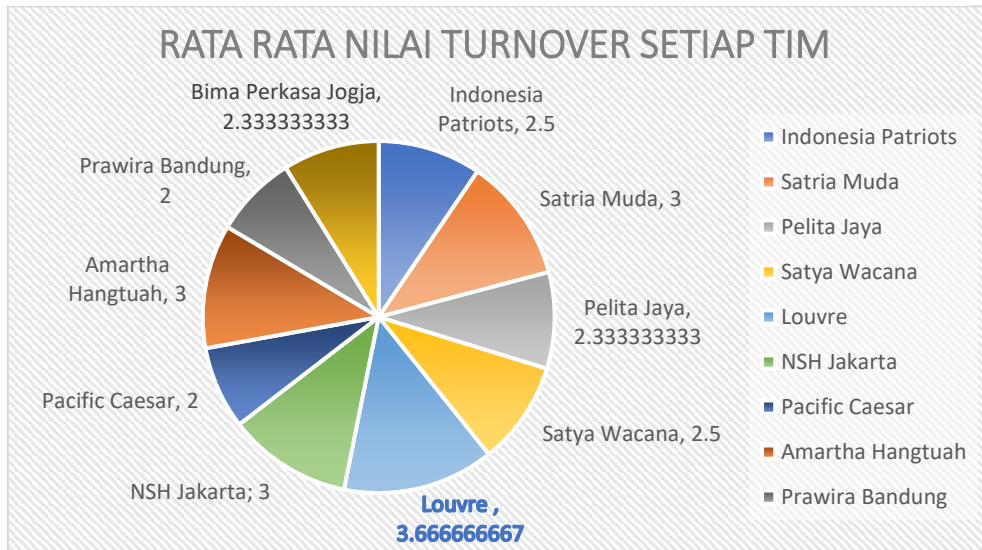 RATA RATA NILAI TURNOVER SETIAP TIM
Bima Perkasa Jogja,
2.333333333
Indonesia
Patriots, 2.5
Prawira Bandung,
2
Satria Muda, 3
Amartha
Hangtuah, 3
Pelita Jaya,
2.333333333
Pacific Caesar, 2
Satya Wacana, 2.5
NSH Jakarta; 3
Louvre ,
3.666666667
Indonesia Patriots
Satria Muda
Pelita Jaya
Satya Wacana
Louvre
NSH Jakarta
Pacific Caesar
Amartha Hangtuah
Prawira Bandung